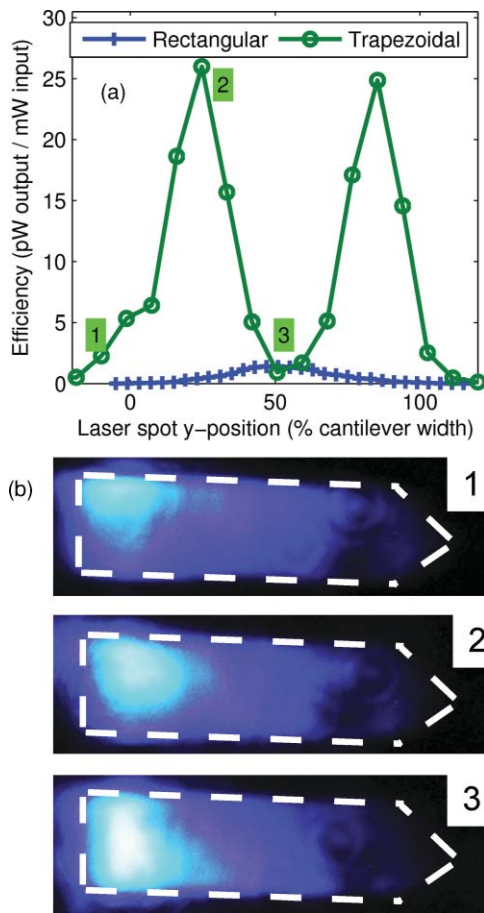 Rectangular Trapezoidal
30
25
20
15
10
5
0
(a)
2
1
3
0 50 100
Efficiency (pW output / mW input)
Laser spot y-position (% cantilever width)
(b)
1
2
3